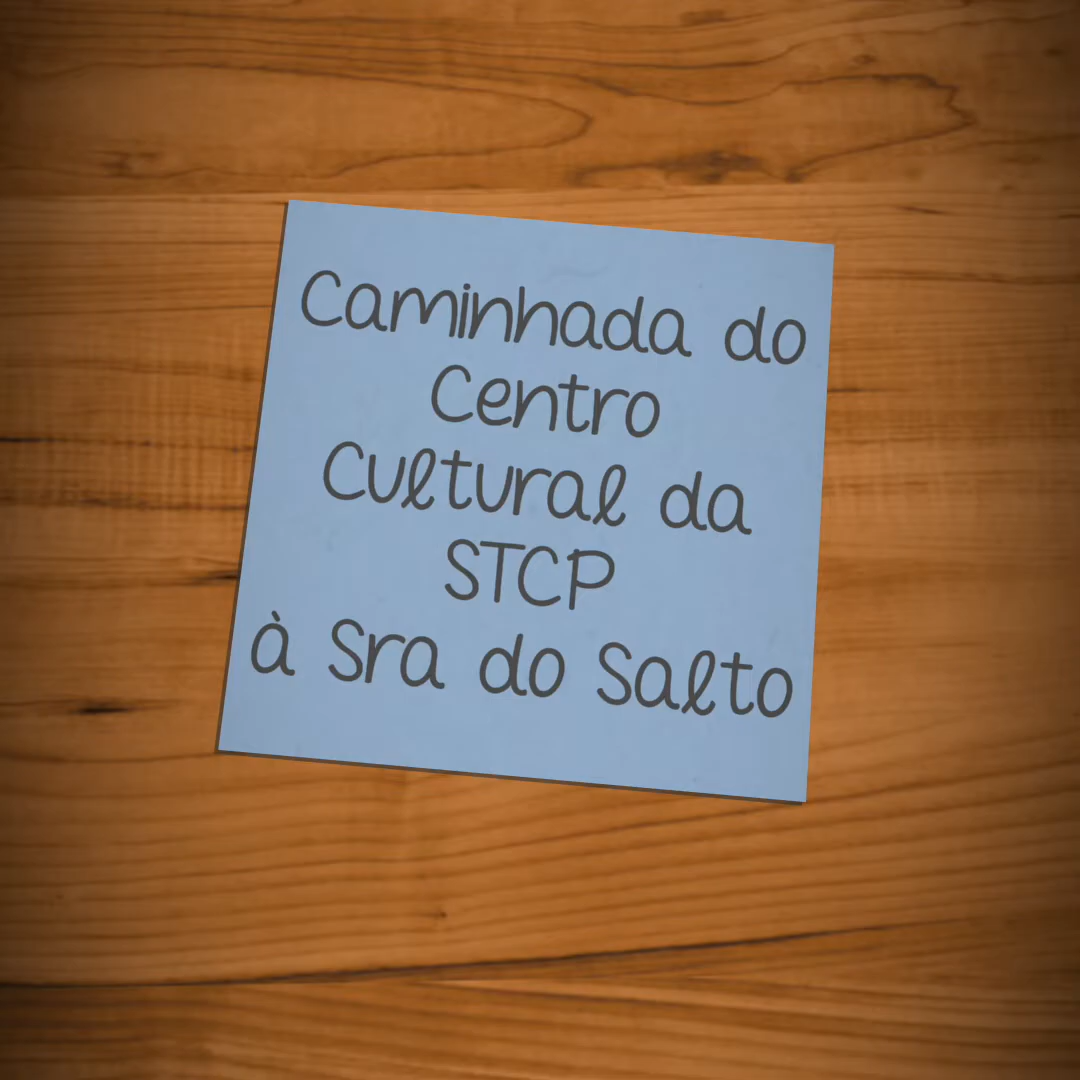 Caminhada do
Centro
Cultural da
STCP
à Sra do Salto